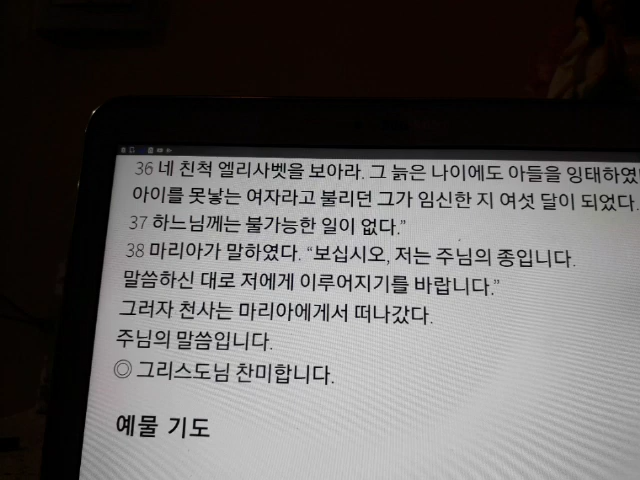 36 네 친척 엘리사벳을 보아라. 그 늙은 나이에도 아들을 잉태하였
아이를 못낳는 여자라고 불리던 그가 임신한 지 여섯 달이 되었다.
37 하느님께는 불가능한 일이 없다.”
38 마리아가 말하였다. “보십시오, 저는 주님의 종입니다.
말씀하신 대로 저에게 이루어지기를 바랍니다.”
그러자 천사는 마리아에게서 떠나갔다.
주님의 말씀입니다.
◎ 그리스도님 찬미합니다.
예물 기도